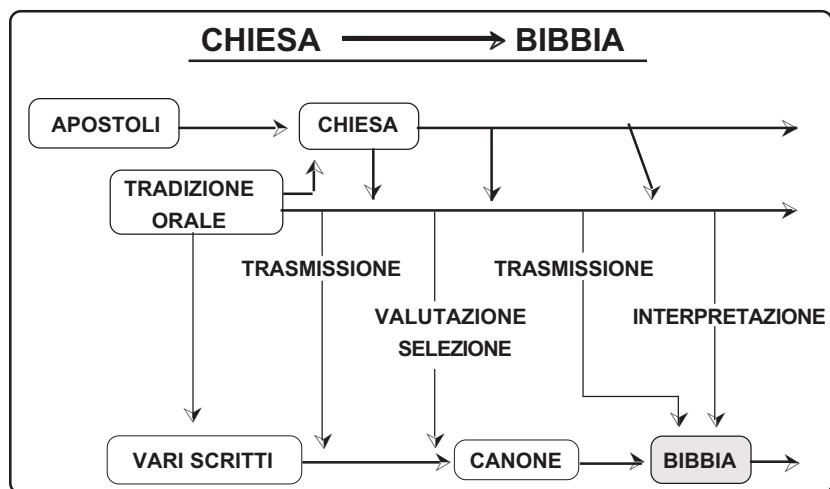 CHIESA BIBBIA
APOSTOLI CHIESA
TRADIZIONE
ORALE
TRASMISSIONE TRASMISSIONE
VALUTAZIONE INTERPRETAZIONE
SELEZIONE
VARI SCRITTI CANONE BIBBIA